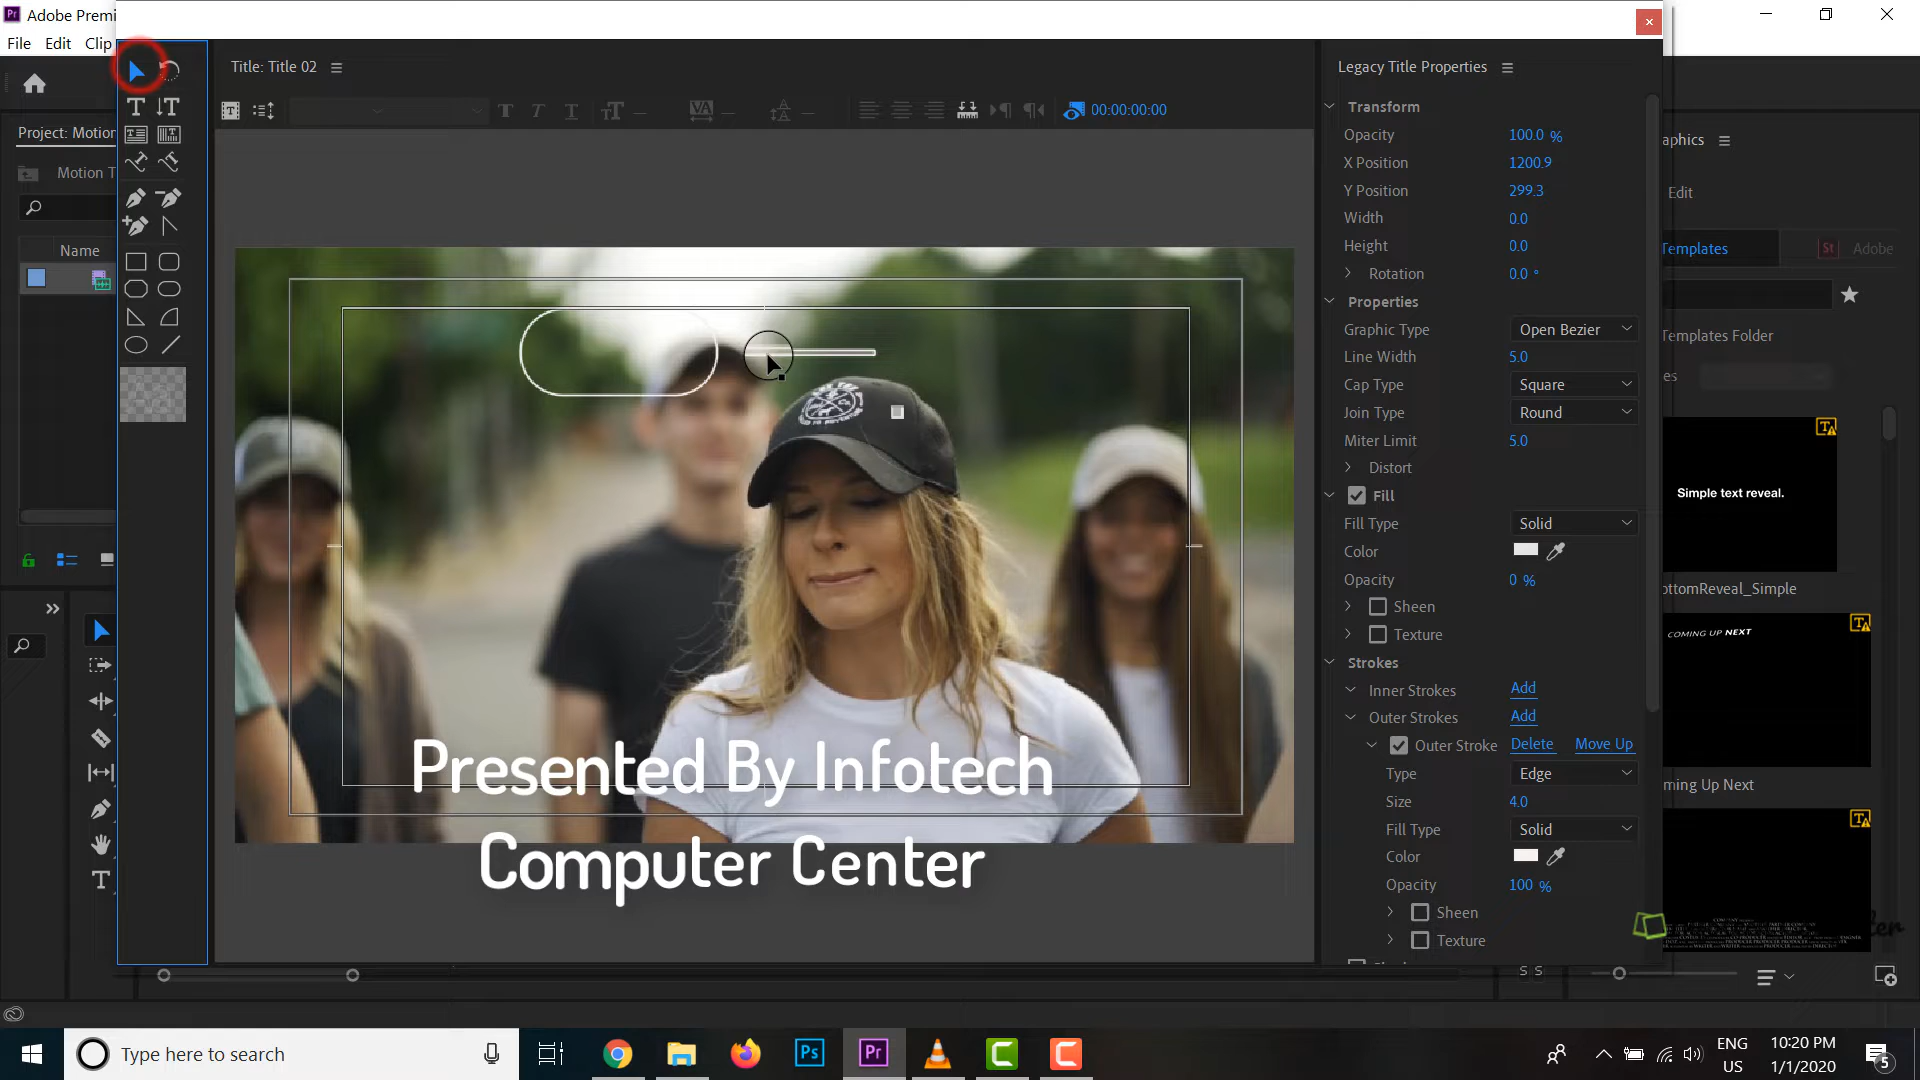 Adobe Premi
File Edit Clip
Project: Motion
Motion T
Name
Title: Title 02
00:00:00:00
Legacy Title Properties
Transform
Opacity 100.0 %
X Position 1200.9
Y Position 299.3
Width 0.0
Height 0.0
Rotation 0.0 °
Properties
Graphic Type Open Bezier
Line Width 5.0
Cap Type Square
Join Type Round
Miter Limit 5.0
Distort
Fill
Fill Type Solid
Color
Opacity 0 %
Sheen
Texture
Strokes
Inner Strokes Add
Outer Strokes Add
Outer Stroke Delete Move Up
Type Edge
Size 4.0
Fill Type Solid
Color
Opacity 100 %
Sheen
Texture
Presented By Infotech
Computer Center
aphics
Edit
Templates
Adobe
Templates Folder
es
Simple text reveal.
ottomReveal_Simple
COMING UP NEXT
ming Up Next
S S
Type here to search
ENG
US
10:20 PM
1/1/2020
5